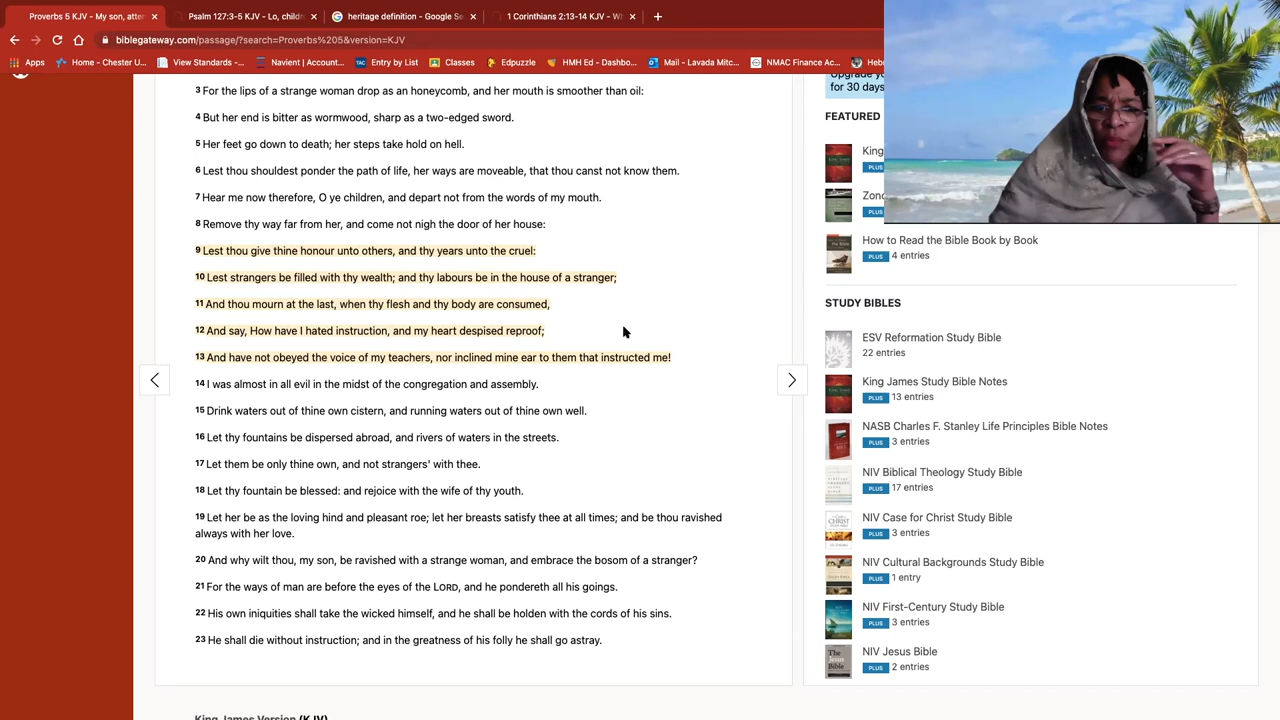 Proverbs 5 KJV - My son, atten
Psalm 127:3-5 KJV - Lo, childr
heritage definition - Google Se
1 Corinthians 2:13-14 KJV - Wh
biblegateway.com/passage/?search=Proverbs%205&version=KJV
Apps
Home - Chester U...
View Standards -...
Navient | Account...
TAC Entry by List
Classes
Edpuzzle
HMH Ed - Dashbo...
Mail - Lavada Mitc...
NMAC Finance Ac...
Heb
3 For the lips of a strange woman drop as an honeycomb, and her mouth is smoother than oil:
4 But her end is bitter as wormwood, sharp as a two-edged sword.
5 Her feet go down to death; her steps take hold on hell.
6 Lest thou shouldest ponder the path of life, her ways are moveable, that thou canst not know them.
7 Hear me now therefore, O ye children, and depart not from the words of my mouth.
8 Remove thy way far from her, and come not nigh the door of her house:
9 Lest thou give thine honour unto others, and thy years unto the cruel:
10 Lest strangers be filled with thy wealth; and thy labours be in the house of a stranger;
11 And thou mourn at the last, when thy flesh and thy body are consumed,
12 And say, How have I hated instruction, and my heart despised reproof;
13 And have not obeyed the voice of my teachers, nor inclined mine ear to them that instructed me!
14 I was almost in all evil in the midst of the congregation and assembly.
15 Drink waters out of thine own cistern, and running waters out of thine own well.
16 Let thy fountains be dispersed abroad, and rivers of waters in the streets.
17 Let them be only thine own, and not strangers' with thee.
18 Let thy fountain be blessed: and rejoice with the wife of thy youth.
19 Let her be as the loving hind and pleasant roe; let her breasts satisfy thee at all times; and be thou ravished
always with her love.
20 And why wilt thou, my son, be ravished with a strange woman, and embrace the bosom of a stranger?
21 For the ways of man are before the eyes of the LORD, and he pondereth all his goings.
22 His own iniquities shall take the wicked himself, and he shall be holden with the cords of his sins.
23 He shall die without instruction; and in the greatness of his folly he shall go astray.
King James Version (KJV)
Upgrade yo
for 30 days
FEATURED
King
PLUS
Zond
PLUS
How to Read the Bible Book by Book
PLUS 4 entries
STUDY BIBLES
ESV Reformation Study Bible
22 entries
King James Study Bible Notes
PLUS 13 entries
NASB Charles F. Stanley Life Principles Bible Notes
PLUS 3 entries
NIV Biblical Theology Study Bible
PLUS 17 entries
NIV Case for Christ Study Bible
PLUS 3 entries
NIV Cultural Backgrounds Study Bible
PLUS 1 entry
NIV First-Century Study Bible
PLUS 3 entries
NIV Jesus Bible
PLUS 2 entries